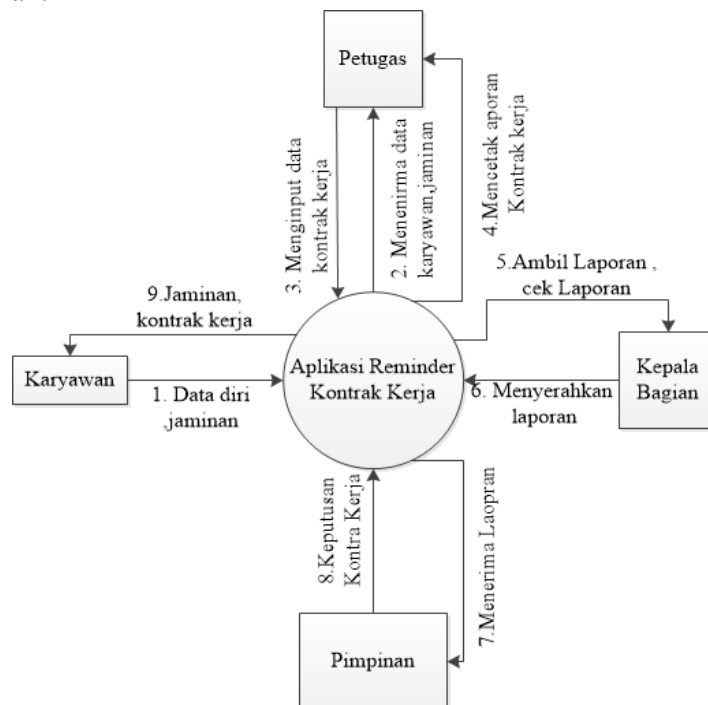 Petugas
3. Menginput data
kontrak kerja
2. Menenirma data
karyawan,jaminan
4.Mencetak aporan
Kontrak kerja
5.Ambil Laporan ,
cek Laporan
9.Jaminan,
kontrak kerja
Karyawan
1. Data diri
,jaminan
Aplikasi Reminder
Kontrak Kerja
Kepala
Bagian
6. Menyerahkan
laporan
8.Keputusan
Kontra Kerja
7.Menerima Laopran
Pimpinan